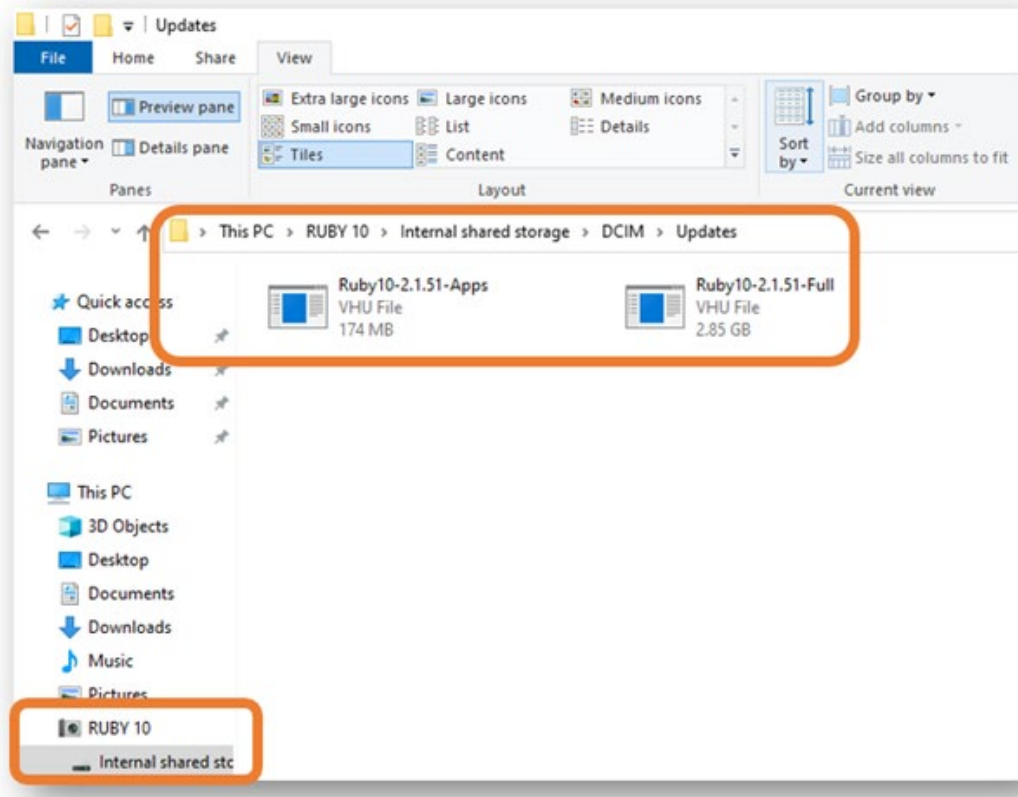 Updates
File Home Share View
Navigation pane
Preview pane
Details pane
Panes
Extra large icons Large icons Medium icons
Small icons List Details
Tiles Content
Layout
Sort by
Group by
Add columns
Size all columns to fit
Current view
This PC > RUBY 10 > Internal shared storage > DCIM > Updates
Ruby10-2.1.51-Apps
VHU File
174 MB
Ruby10-2.1.51-Full
VHU File
2.85 GB
Quick access
Desktop
Downloads
Documents
Pictures
This PC
3D Objects
Desktop
Documents
Downloads
Music
Pictures
RUBY 10
Internal shared sto